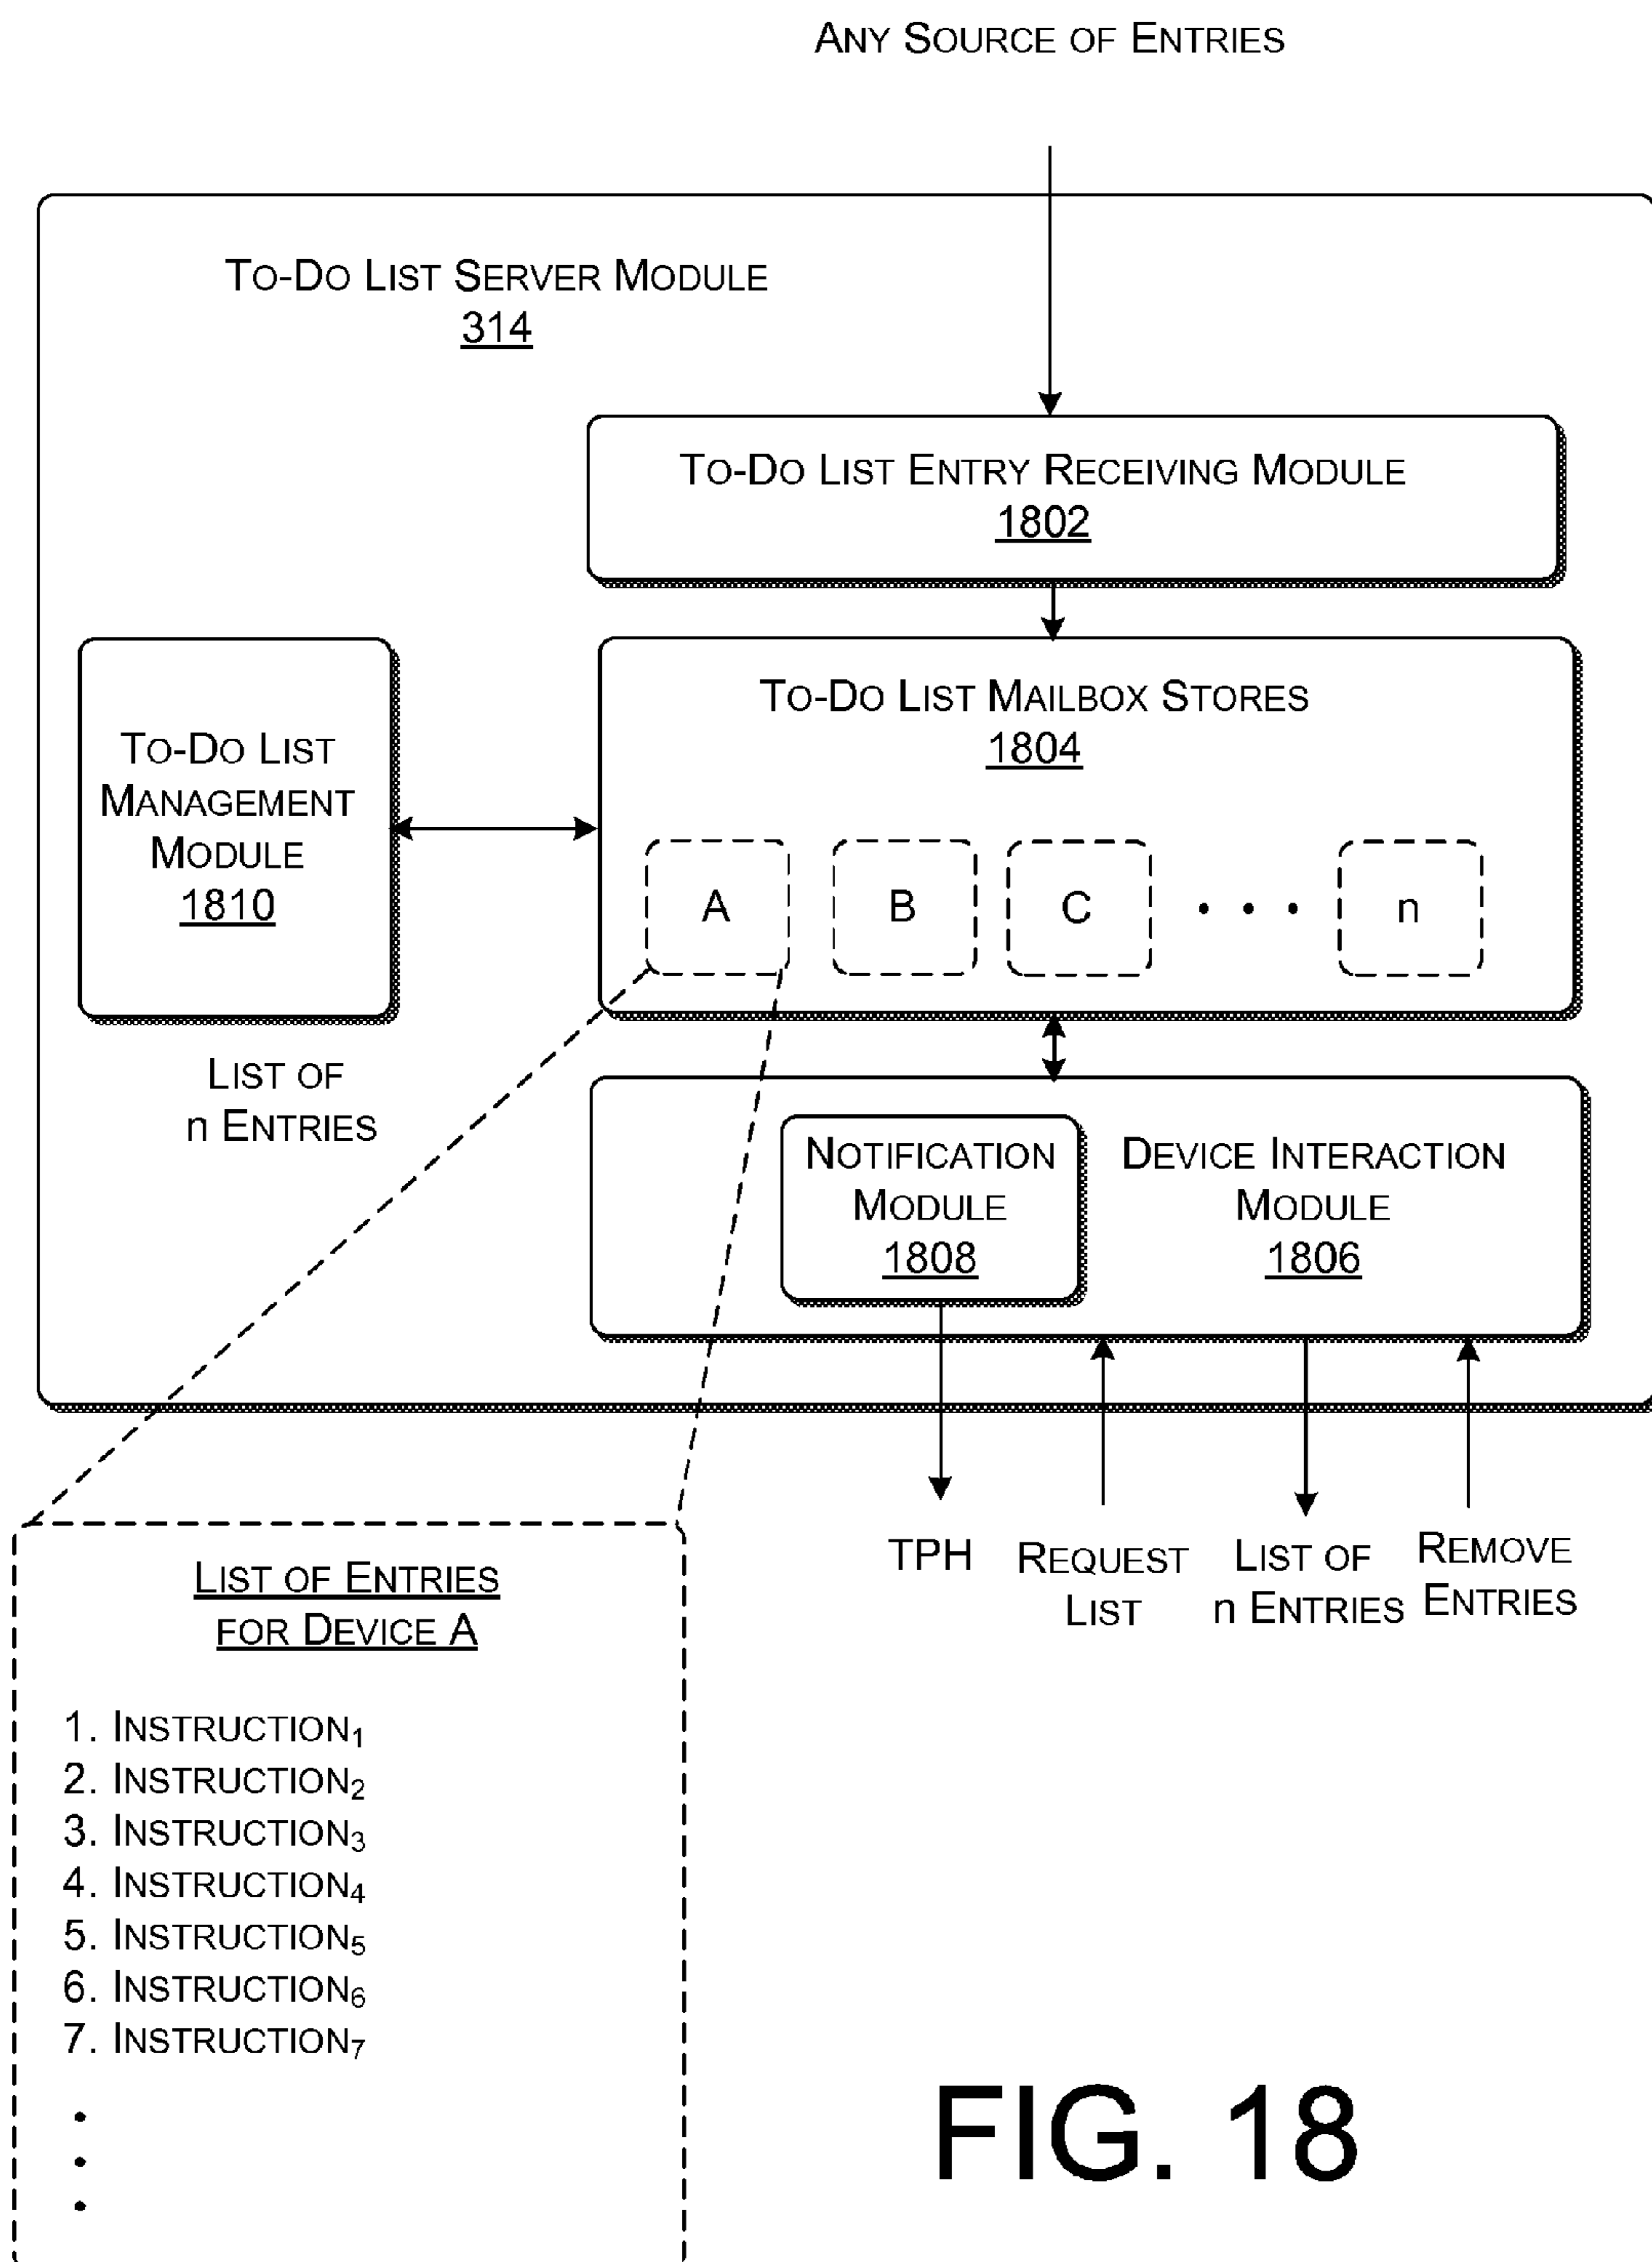 ANY SOURCE OF ENTRIES
TO-DO LIST SERVER MODULE
314
TO-DO LIST ENTRY RECEIVING MODULE
1802
TO-DO LIST MAILBOX STORES
1804
TO-DO LIST
MANAGEMENT
MODULE
1810
A B C • • • n
LIST OF
n ENTRIES
NOTIFICATION
MODULE
1808
DEVICE INTERACTION
MODULE
1806
TPH
REQUEST
LIST
LIST OF
n ENTRIES
REMOVE
ENTRIES
LIST OF ENTRIES
FOR DEVICE A
1. INSTRUCTION₁
2. INSTRUCTION₂
3. INSTRUCTION₃
4. INSTRUCTION₄
5. INSTRUCTION₅
6. INSTRUCTION₆
7. INSTRUCTION₇
•
•
•
FIG. 18